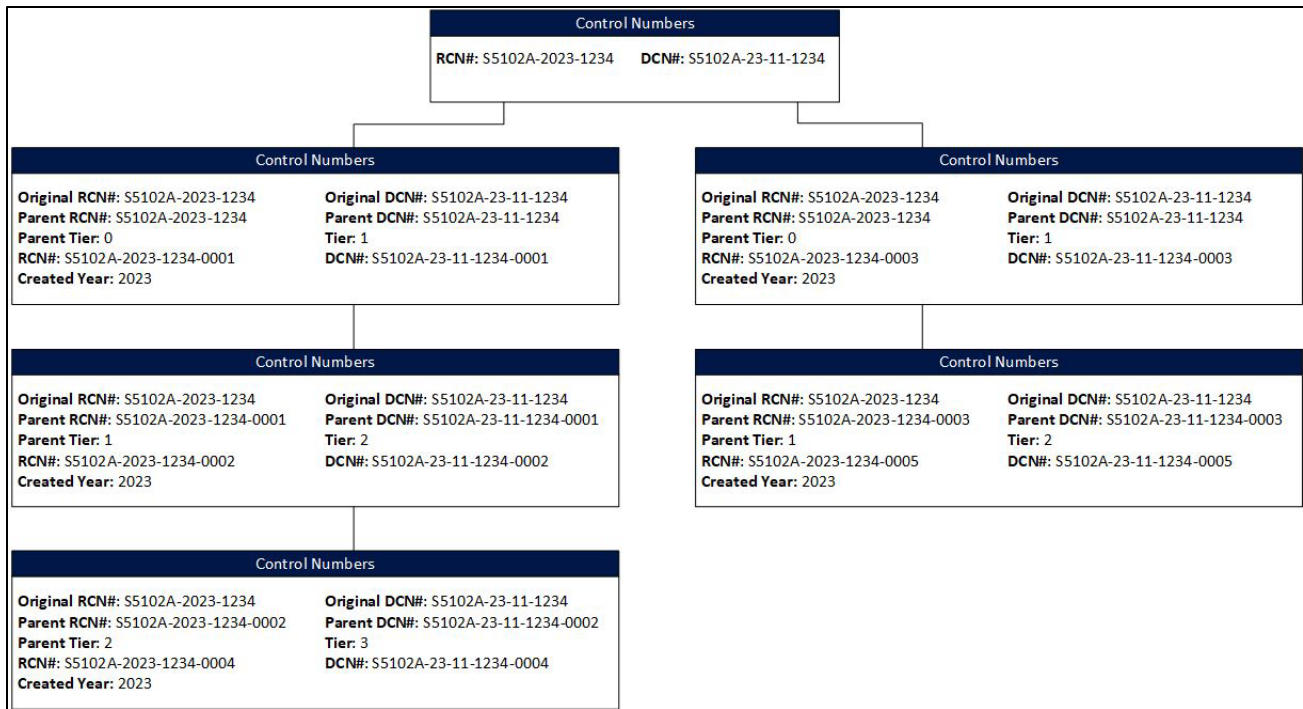 Control Numbers
RCN#: S5102A-2023-1234 DCN#: S5102A-23-11-1234
Control Numbers
Original RCN#: S5102A-2023-1234 Original DCN#: S5102A-23-11-1234
Parent RCN#: S5102A-2023-1234 Parent DCN#: S5102A-23-11-1234
Parent Tier: 0 Tier: 1
RCN#: S5102A-2023-1234-0001 DCN#: S5102A-23-11-1234-0001
Created Year: 2023
Control Numbers
Original RCN#: S5102A-2023-1234 Original DCN#: S5102A-23-11-1234
Parent RCN#: S5102A-2023-1234 Parent DCN#: S5102A-23-11-1234
Parent Tier: 0 Tier: 1
RCN#: S5102A-2023-1234-0003 DCN#: S5102A-23-11-1234-0003
Created Year: 2023
Control Numbers
Original RCN#: S5102A-2023-1234 Original DCN#: S5102A-23-11-1234
Parent RCN#: S5102A-2023-1234-0001 Parent DCN#: S5102A-23-11-1234-0001
Parent Tier: 1 Tier: 2
RCN#: S5102A-2023-1234-0002 DCN#: S5102A-23-11-1234-0002
Created Year: 2023
Control Numbers
Original RCN#: S5102A-2023-1234 Original DCN#: S5102A-23-11-1234
Parent RCN#: S5102A-2023-1234-0003 Parent DCN#: S5102A-23-11-1234-0003
Parent Tier: 1 Tier: 2
RCN#: S5102A-2023-1234-0005 DCN#: S5102A-23-11-1234-0005
Created Year: 2023
Control Numbers
Original RCN#: S5102A-2023-1234 Original DCN#: S5102A-23-11-1234
Parent RCN#: S5102A-2023-1234-0002 Parent DCN#: S5102A-23-11-1234-0002
Parent Tier: 2 Tier: 3
RCN#: S5102A-2023-1234-0004 DCN#: S5102A-23-11-1234-0004
Created Year: 2023